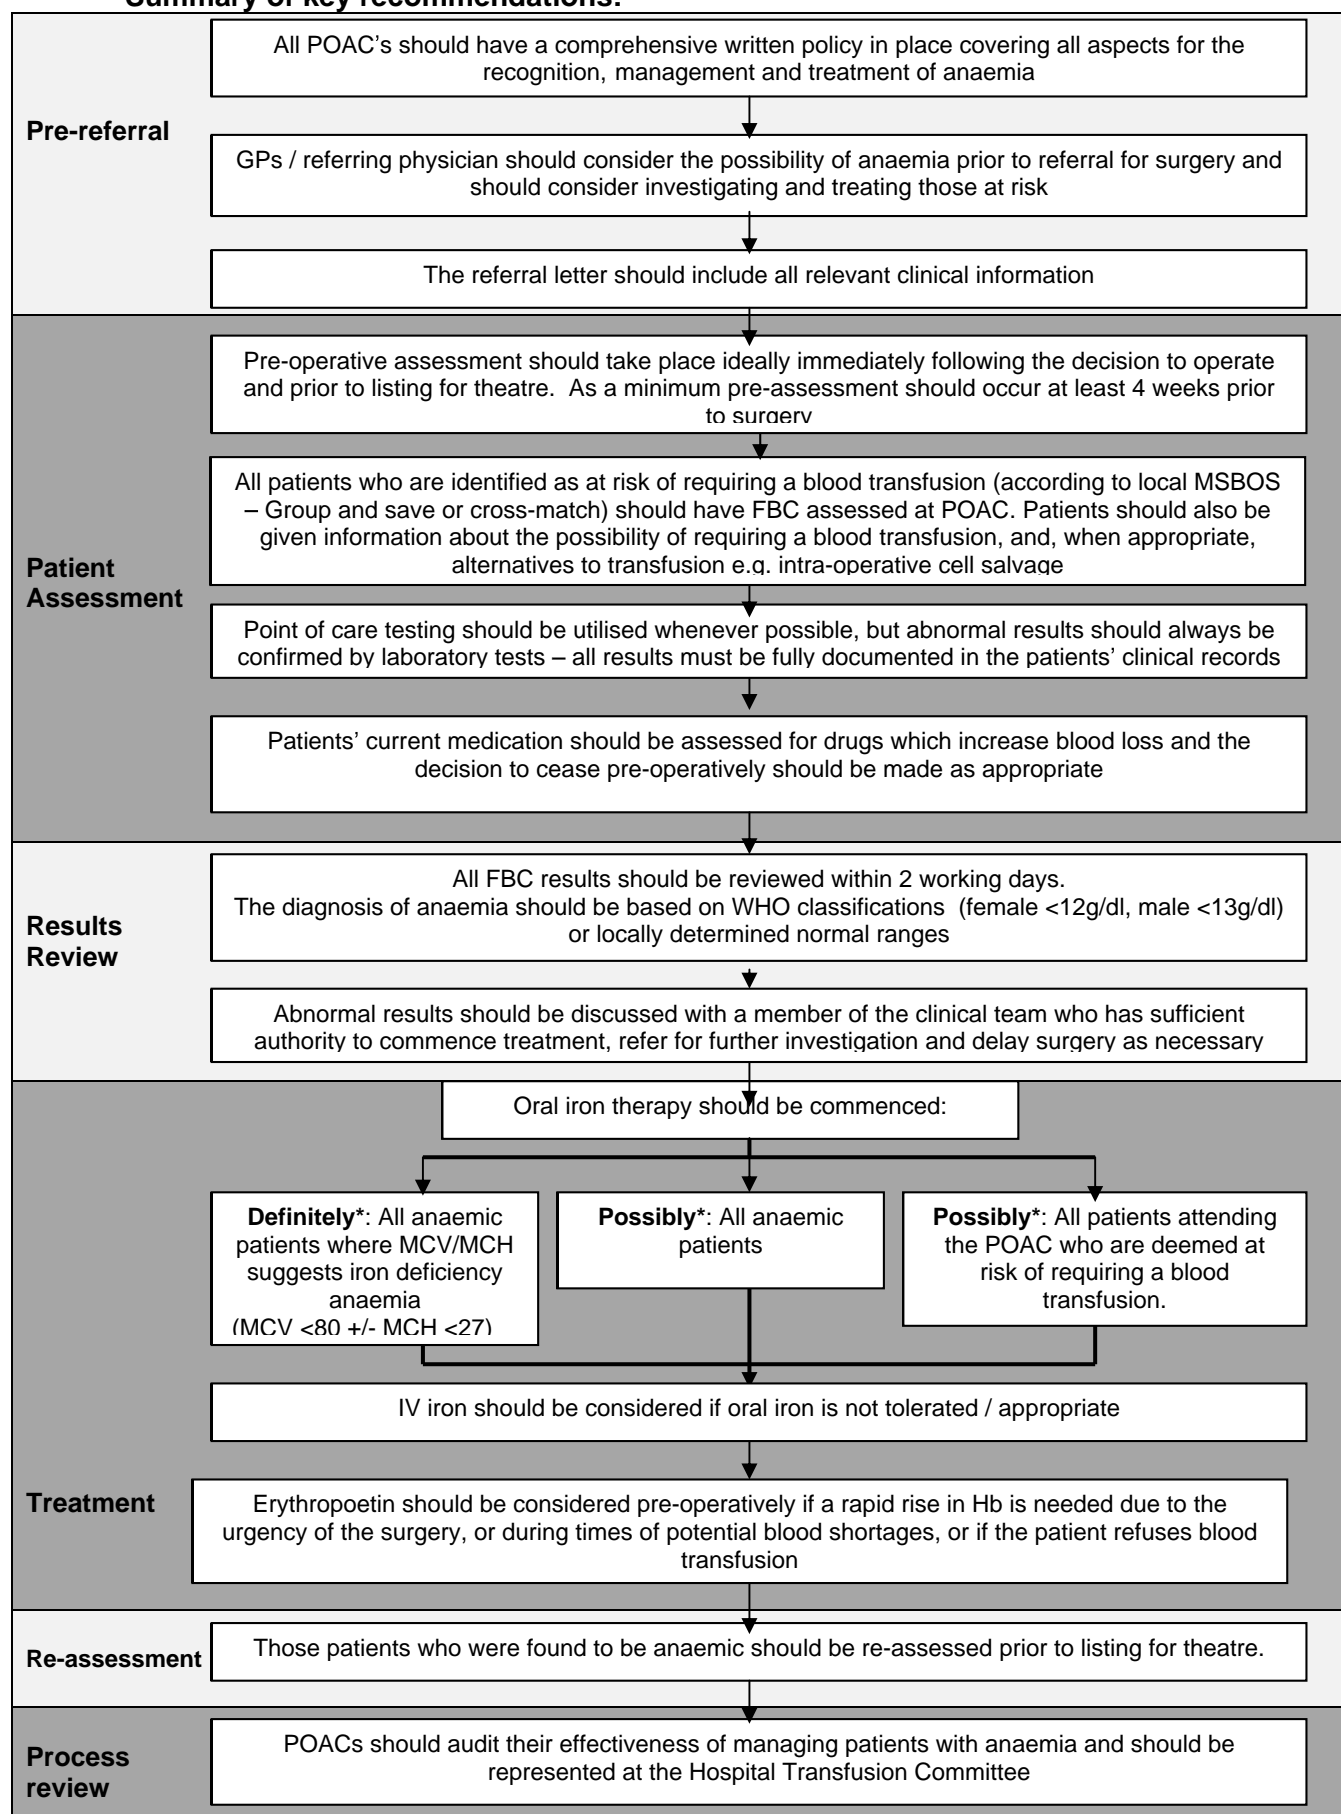 Summary of key recommendations:
All POAC's should have a comprehensive written policy in place covering all aspects for the
recognition, management and treatment of anaemia
Pre-referral
GPs / referring physician should consider the possibility of anaemia prior to referral for surgery and
should consider investigating and treating those at risk
The referral letter should include all relevant clinical information
Pre-operative assessment should take place ideally immediately following the decision to operate
and prior to listing for theatre. As a minimum pre-assessment should occur at least 4 weeks prior
to surgery
All patients who are identified as at risk of requiring a blood transfusion (according to local MSBOS
– Group and save or cross-match) should have FBC assessed at POAC. Patients should also be
given information about the possibility of requiring a blood transfusion, and, when appropriate,
alternatives to transfusion e.g. intra-operative cell salvage
Patient
Assessment
Point of care testing should be utilised whenever possible, but abnormal results should always be
confirmed by laboratory tests – all results must be fully documented in the patients' clinical records
Patients' current medication should be assessed for drugs which increase blood loss and the
decision to cease pre-operatively should be made as appropriate
All FBC results should be reviewed within 2 working days.
The diagnosis of anaemia should be based on WHO classifications (female <12g/dl, male <13g/dl)
or locally determined normal ranges
Results
Review
Abnormal results should be discussed with a member of the clinical team who has sufficient
authority to commence treatment, refer for further investigation and delay surgery as necessary
Oral iron therapy should be commenced:
Definitely*: All anaemic
patients where MCV/MCH
suggests iron deficiency
anaemia
(MCV <80 +/- MCH <27)
Possibly*: All anaemic
patients
Possibly*: All patients attending
the POAC who are deemed at
risk of requiring a blood
transfusion.
IV iron should be considered if oral iron is not tolerated / appropriate
Treatment
Erythropoetin should be considered pre-operatively if a rapid rise in Hb is needed due to the
urgency of the surgery, or during times of potential blood shortages, or if the patient refuses blood
transfusion
Re-assessment
Those patients who were found to be anaemic should be re-assessed prior to listing for theatre.
Process
review
POACs should audit their effectiveness of managing patients with anaemia and should be
represented at the Hospital Transfusion Committee